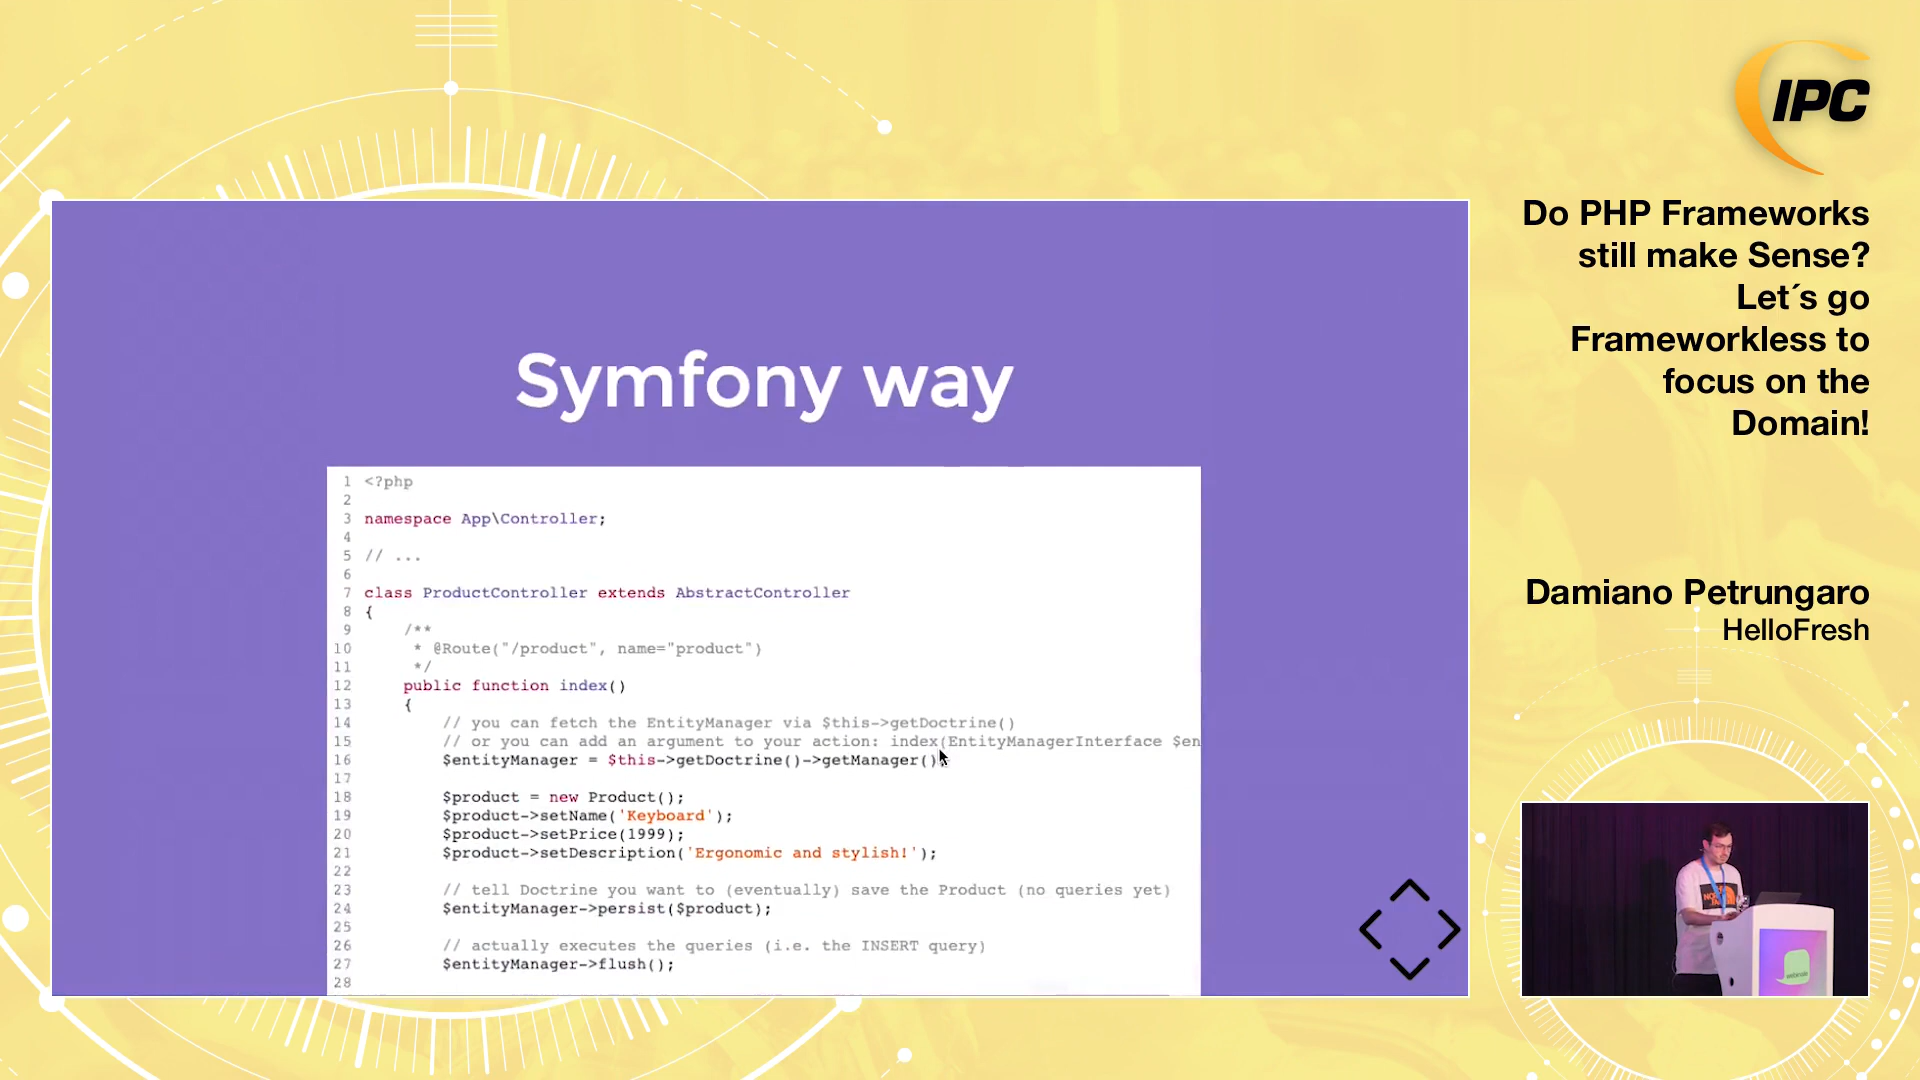 IPC
Do PHP Frameworks
still make Sense?
Let´s go
Frameworkless to
focus on the
Domain!
Damiano Petrungaro
HelloFresh
Symfony way
1 <?php
2
3 namespace App\Controller;
4
5 // ...
6
7 class ProductController extends AbstractController
8 {
9 /**
10 * @Route("/product", name="product")
11 */
12 public function index()
13 {
14 // you can fetch the EntityManager via $this->getDoctrine()
15 // or you can add an argument to your action: index(EntityManagerInterface $en
16 $entityManager = $this->getDoctrine()->getManager();
17
18 $product = new Product();
19 $product->setName('Keyboard');
20 $product->setPrice(1999);
21 $product->setDescription('Ergonomic and stylish!');
22
23 // tell Doctrine you want to (eventually) save the Product (no queries yet)
24 $entityManager->persist($product);
25
26 // actually executes the queries (i.e. the INSERT query)
27 $entityManager->flush();
28